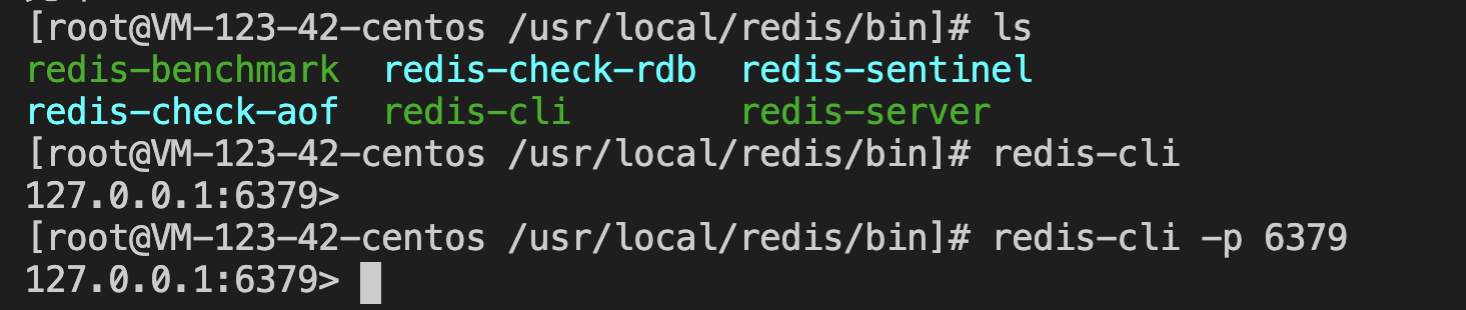 [root@VM-123-42-centos /usr/local/redis/bin]# ls
redis-benchmark  redis-check-rdb  redis-sentinel
redis-check-aof  redis-cli        redis-server
[root@VM-123-42-centos /usr/local/redis/bin]# redis-cli
127.0.0.1:6379>
[root@VM-123-42-centos /usr/local/redis/bin]# redis-cli -p 6379
127.0.0.1:6379>